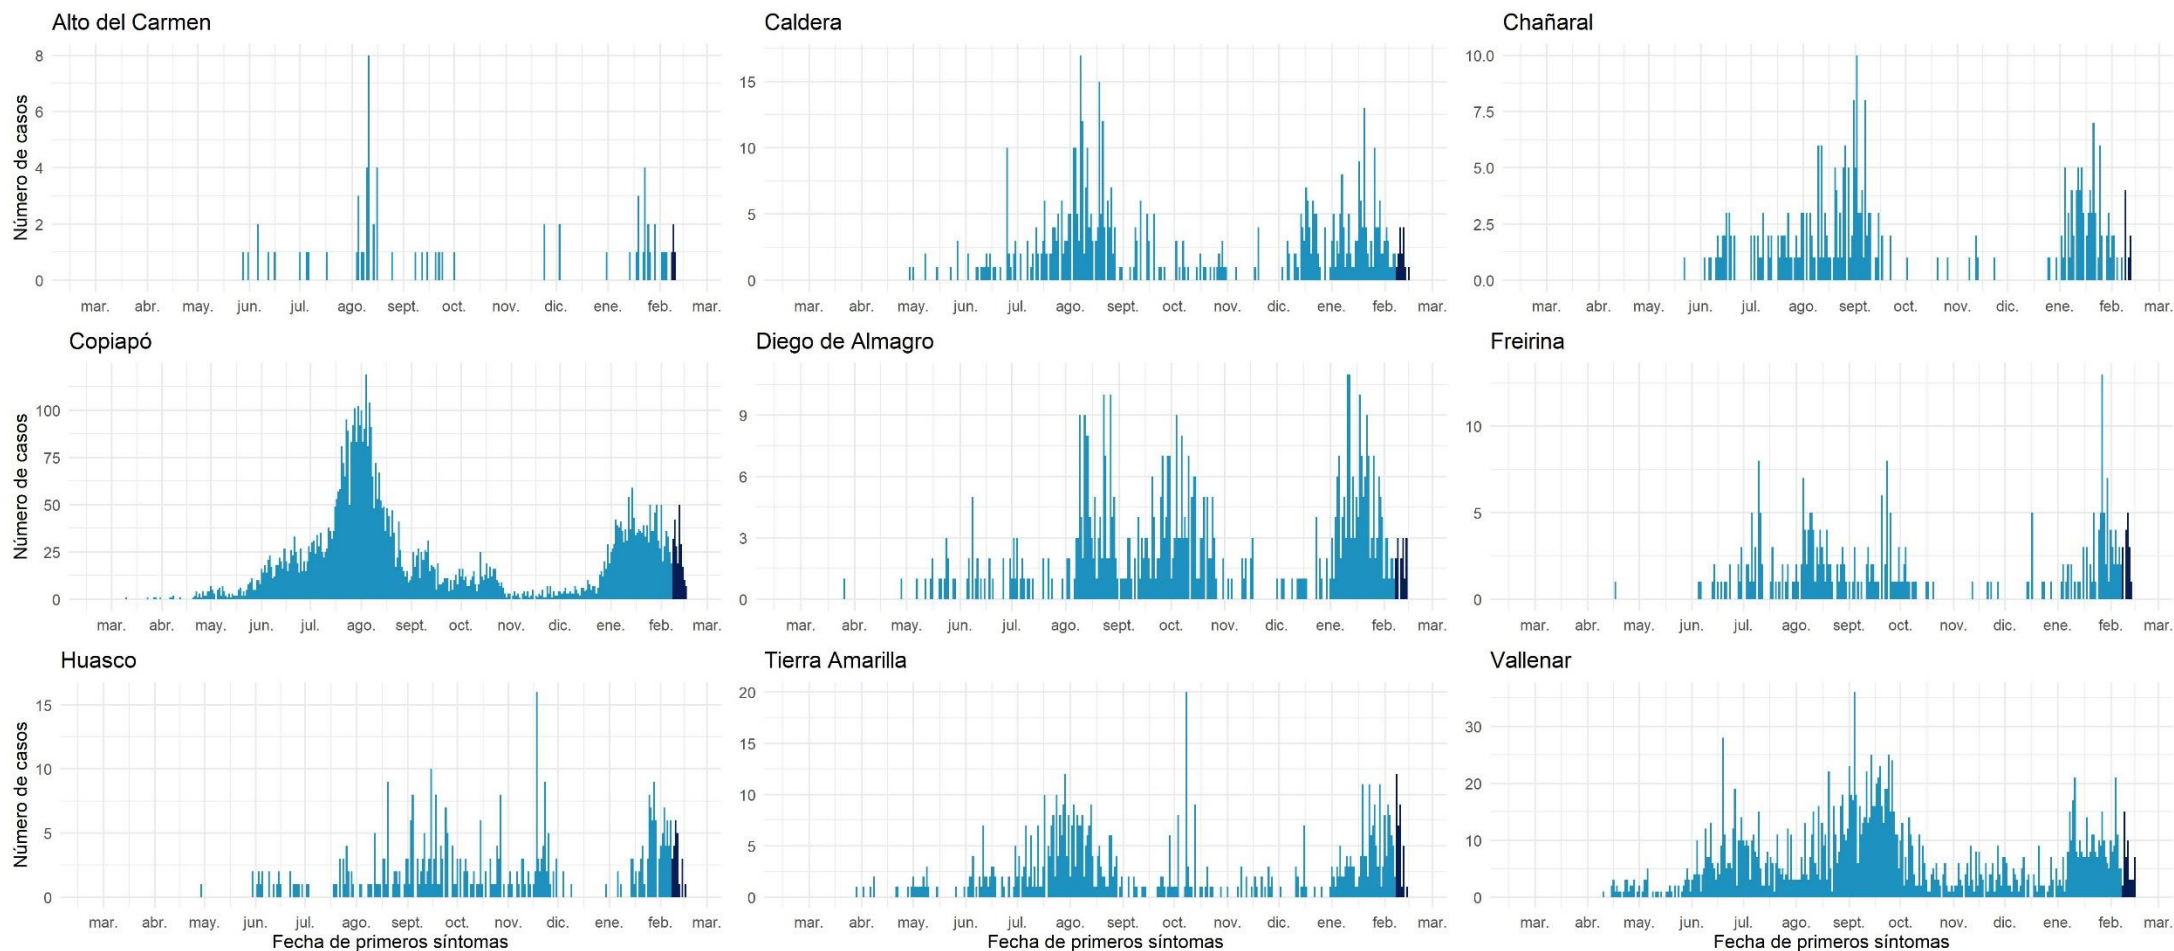 Alto del Carmen
Caldera
Chañaral
Número de casos
8
6
4
2
0
15
10
5
0
10.0
7.5
5.0
2.5
0.0
mar. abr. may. jun. jul. ago. sept. oct. nov. dic. ene. feb. mar.
mar. abr. may. jun. jul. ago. sept. oct. nov. dic. ene. feb. mar.
mar. abr. may. jun. jul. ago. sept. oct. nov. dic. ene. feb. mar.
Copiapó
Diego de Almagro
Freirina
Número de casos
100
75
50
25
0
9
6
3
0
10
5
0
mar. abr. may. jun. jul. ago. sept. oct. nov. dic. ene. feb. mar.
mar. abr. may. jun. jul. ago. sept. oct. nov. dic. ene. feb. mar.
mar. abr. may. jun. jul. ago. sept. oct. nov. dic. ene. feb. mar.
Huasco
Tierra Amarilla
Vallenar
Número de casos
15
10
5
0
20
15
10
5
0
30
20
10
0
mar. abr. may. jun. jul. ago. sept. oct. nov. dic. ene. feb. mar.
mar. abr. may. jun. jul. ago. sept. oct. nov. dic. ene. feb. mar.
mar. abr. may. jun. jul. ago. sept. oct. nov. dic. ene. feb. mar.
Fecha de primeros síntomas
Fecha de primeros síntomas
Fecha de primeros síntomas